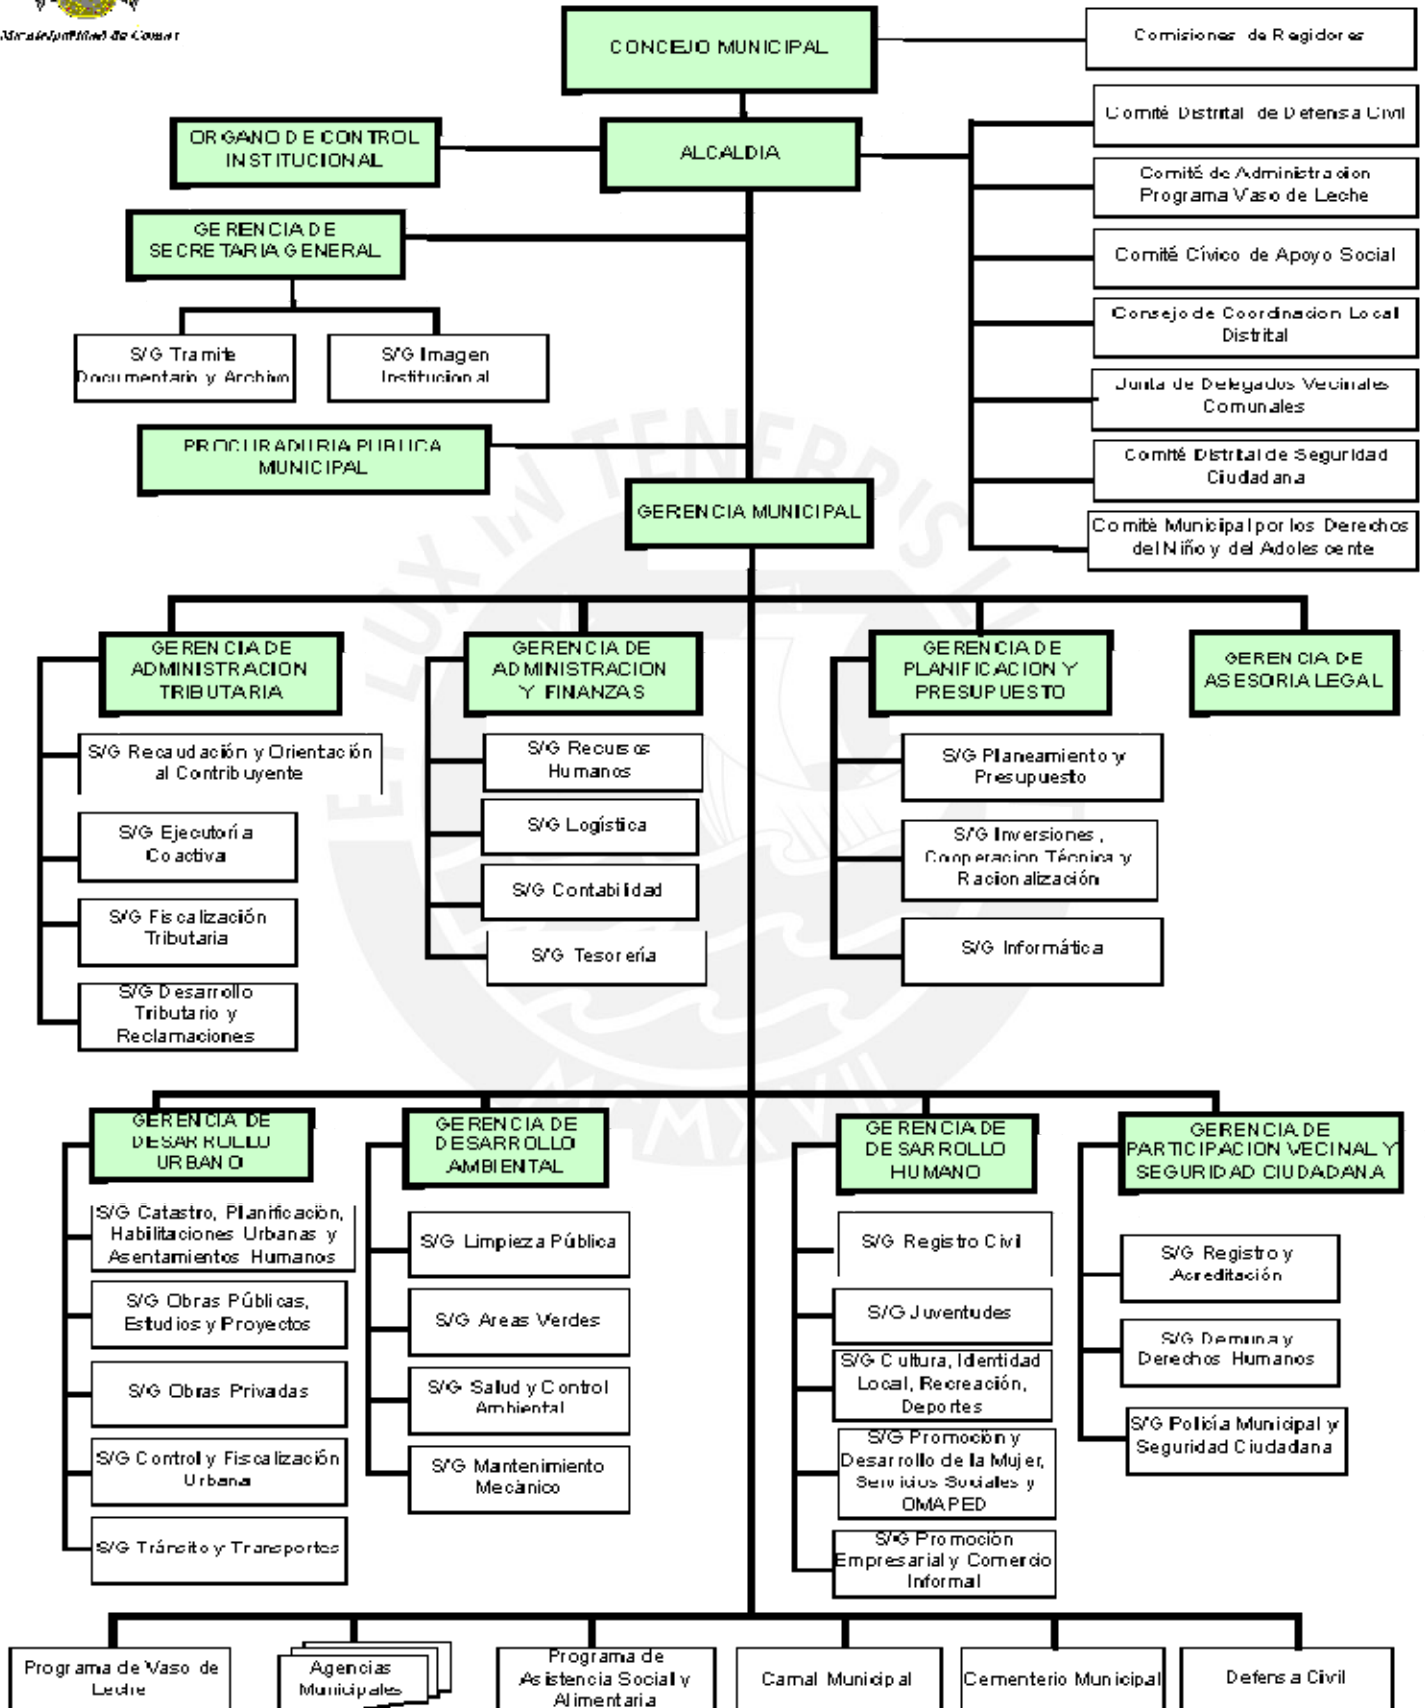 Municipalidad de Comas
CONCEJO MUNICIPAL
Comisiones de Regidores
ORGANO DE CONTROL
INSTITUCIONAL
ALCALDIA
Comité Distrital de Defensa Civil
Comité de Administracion
Programa Vaso de Leche
Comité Cívico de Apoyo Social
Consejo de Coordinacion Local
Distrital
Junta de Delegados Vecinales
Comunales
Comité Distrital de Seguridad
Ciudadana
Comité Municipal por los Derechos
del Niño y del Adolescente
GERENCIA DE
SECRETARIA GENERAL
S/G Tramite
Documentario y Archivo
S/G Imagen
Institucional
PROCURADURIA PUBLICA
MUNICIPAL
GERENCIA MUNICIPAL
ET LUX IN TENEBRIS LU
MCMXVII
GERENCIA DE
ADMINISTRACION
TRIBUTARIA
S/G Recaudación y Orientación
al Contribuyente
S/G Ejecutoría
Coactiva
S/G Fiscalización
Tributaria
S/G Desarrollo
Tributario y
Reclamaciones
GERENCIA DE
ADMINISTRACION
Y FINANZAS
S/G Recursos
Humanos
S/G Logística
S/G Contabilidad
S/G Tesorería
GERENCIA DE
PLANIFICACION Y
PRESUPUESTO
S/G Planeamiento y
Presupuesto
S/G Inversiones,
Cooperacion Técnica y
Racionalización
S/G Informática
GERENCIA DE
ASESORIA LEGAL
GERENCIA DE
DESARROLLO
URBANO
S/G Catastro, Planificación,
Habilitaciones Urbanas y
Asentamientos Humanos
S/G Obras Públicas,
Estudios y Proyectos
S/G Obras Privadas
S/G Control y Fiscalización
Urbana
S/G Tránsito y Transportes
GERENCIA DE
DESARROLLO
AMBIENTAL
S/G Limpieza Pública
S/G Areas Verdes
S/G Salud y Control
Ambiental
S/G Mantenimiento
Mecánico
GERENCIA DE
DESARROLLO
HUMANO
S/G Registro Civil
S/G Juventudes
S/G Cultura, Identidad
Local, Recreación,
Deportes
S/G Promoción y
Desarrollo de la Mujer,
Servicios Sociales y
OMAPED
S/G Promoción
Empresarial y Comercio
Informal
GERENCIA DE
PARTICIPACION VECINAL Y
SEGURIDAD CIUDADANA
S/G Registro y
Acreditación
S/G Demuna y
Derechos Humanos
S/G Policía Municipal y
Seguridad Ciudadana
Programa de Vaso de
Leche
Agencias
Municipales
Programa de
Asistencia Social y
Alimentaria
Camal Municipal
Cementerio Municipal
Defensa Civil